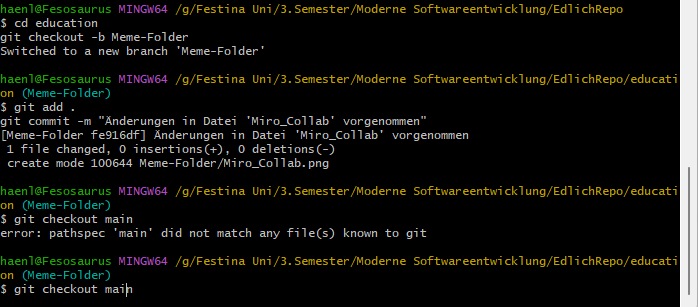 haenl@Fesosaurus MINGW64 /g/Festina Uni/3.Semester/Moderne Softwareentwicklung/EdlichRepo
$ cd education
git checkout -b Meme-Folder
Switched to a new branch 'Meme-Folder'
haenl@Fesosaurus MINGW64 /g/Festina Uni/3.Semester/Moderne Softwareentwicklung/EdlichRepo/educati
on (Meme-Folder)
$ git add .
git commit -m "Änderungen in Datei 'Miro_Collab' vorgenommen"
[Meme-Folder fe916df] Änderungen in Datei 'Miro_Collab' vorgenommen
 1 file changed, 0 insertions(+), 0 deletions(-)
 create mode 100644 Meme-Folder/Miro_Collab.png
haenl@Fesosaurus MINGW64 /g/Festina Uni/3.Semester/Moderne Softwareentwicklung/EdlichRepo/educati
on (Meme-Folder)
$ git checkout main
error: pathspec 'main' did not match any file(s) known to git
haenl@Fesosaurus MINGW64 /g/Festina Uni/3.Semester/Moderne Softwareentwicklung/EdlichRepo/educati
on (Meme-Folder)
$ git checkout main